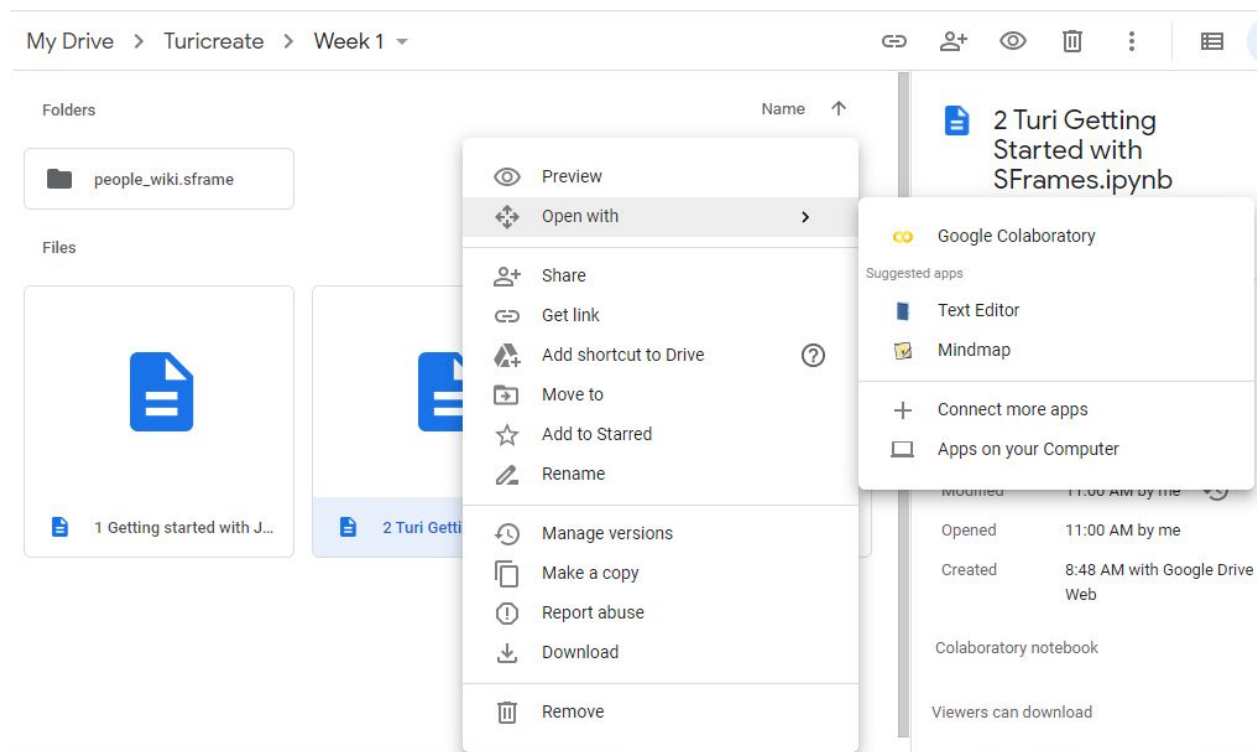 My Drive > Turicreate > Week 1
Folders
Name
people_wiki.sframe
Files
1 Getting started with J...
2 Turi Getti
Preview
Open with
Share
Get link
Add shortcut to Drive
Move to
Add to Starred
Rename
Manage versions
Make a copy
Report abuse
Download
Remove
2 Turi Getting
Started with
SFrames.ipynb
Google Colaboratory
Suggested apps
Text Editor
Mindmap
Connect more apps
Apps on your Computer
Modified 11:00 AM by me
Opened 11:00 AM by me
Created 8:48 AM with Google Drive
Web
Colaboratory notebook
Viewers can download